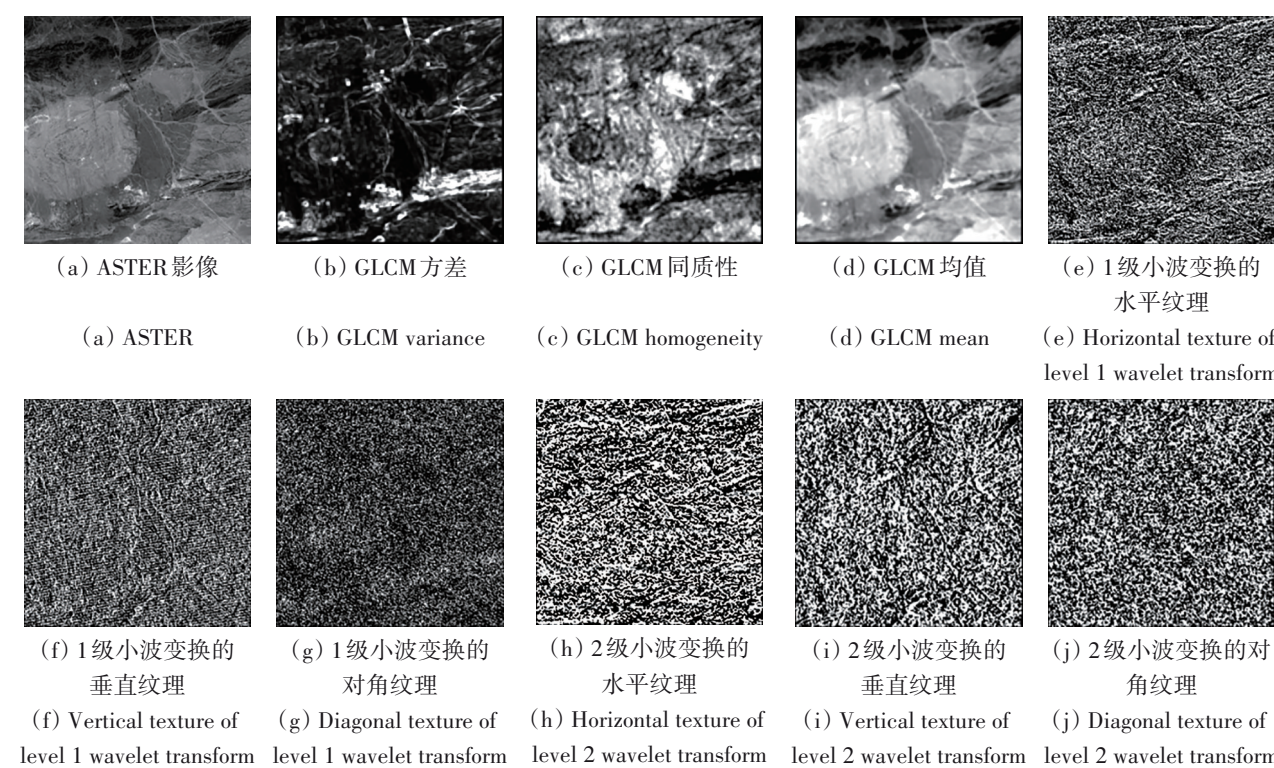 (a) ASTER影像
(b) GLCM方差
(c) GLCM同质性
(d) GLCM均值
(e) 1级小波变换的
水平纹理
(a) ASTER
(b) GLCM variance
(c) GLCM homogeneity
(d) GLCM mean
(e) Horizontal texture of
level 1 wavelet transform
(f) 1级小波变换的
垂直纹理
(g) 1级小波变换的
对角纹理
(h) 2级小波变换的
水平纹理
(i) 2级小波变换的
垂直纹理
(j) 2级小波变换的对
角纹理
(f) Vertical texture of
level 1 wavelet transform
(g) Diagonal texture of
level 1 wavelet transform
(h) Horizontal texture of
level 2 wavelet transform
(i) Vertical texture of
level 2 wavelet transform
(j) Diagonal texture of
level 2 wavelet transform